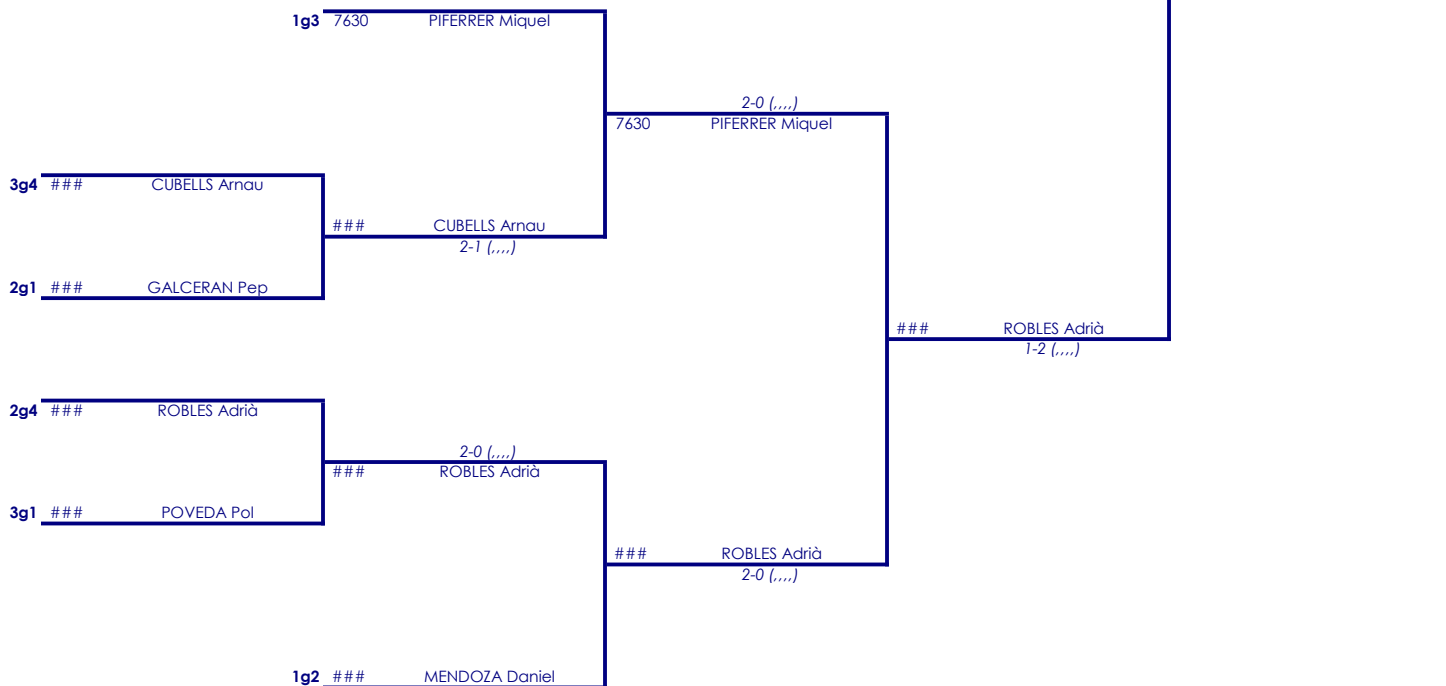 1g3 7630 PIFERRER Miquel
2-0 (,,,,)
7630 PIFERRER Miquel
3g4 ### CUBELLS Arnau
### CUBELLS Arnau
2-1 (,,,,)
2g1 ### GALCERAN Pep
### ROBLES Adrià
1-2 (,,,,)
2g4 ### ROBLES Adrià
2-0 (,,,,)
### ROBLES Adrià
3g1 ### POVEDA Pol
### ROBLES Adrià
2-0 (,,,,)
1g2 ### MENDOZA Daniel